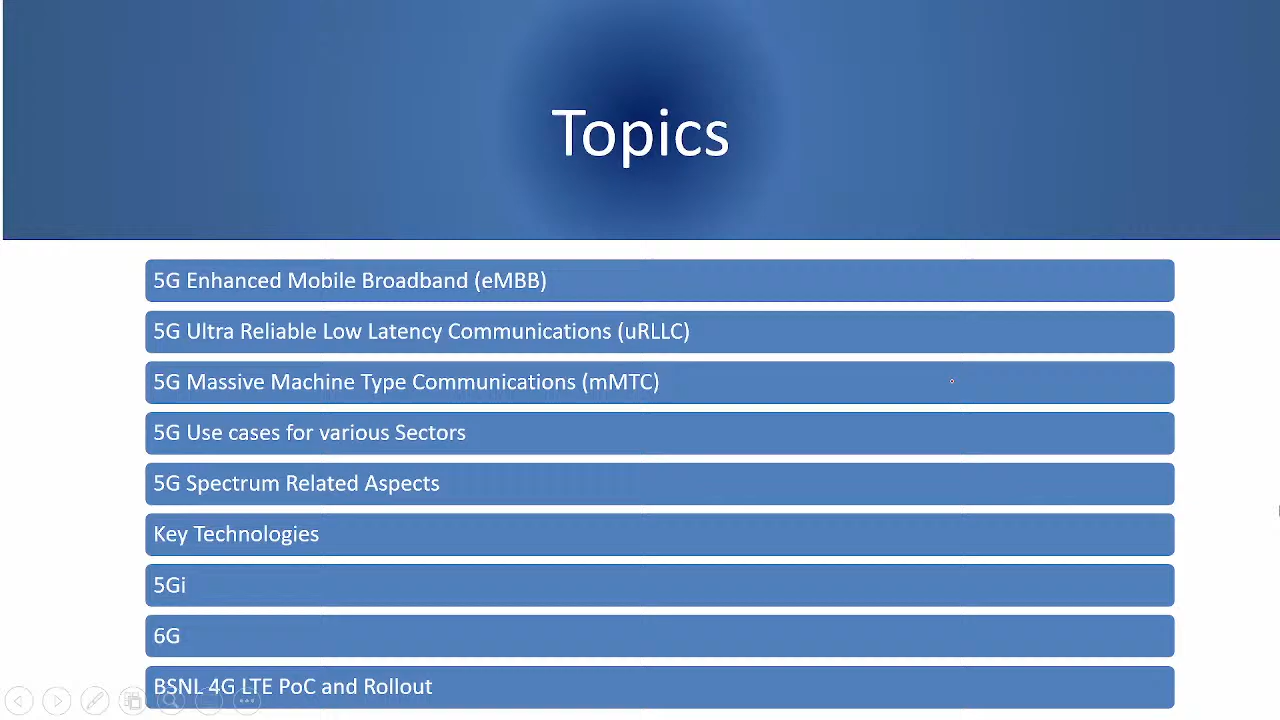 Topics
5G Enhanced Mobile Broadband (eMBB)
5G Ultra Reliable Low Latency Communications (uRLLC)
5G Massive Machine Type Communications (mMTC)
5G Use cases for various Sectors
5G Spectrum Related Aspects
Key Technologies
5Gi
6G
BSNL 4G LTE PoC and Rollout